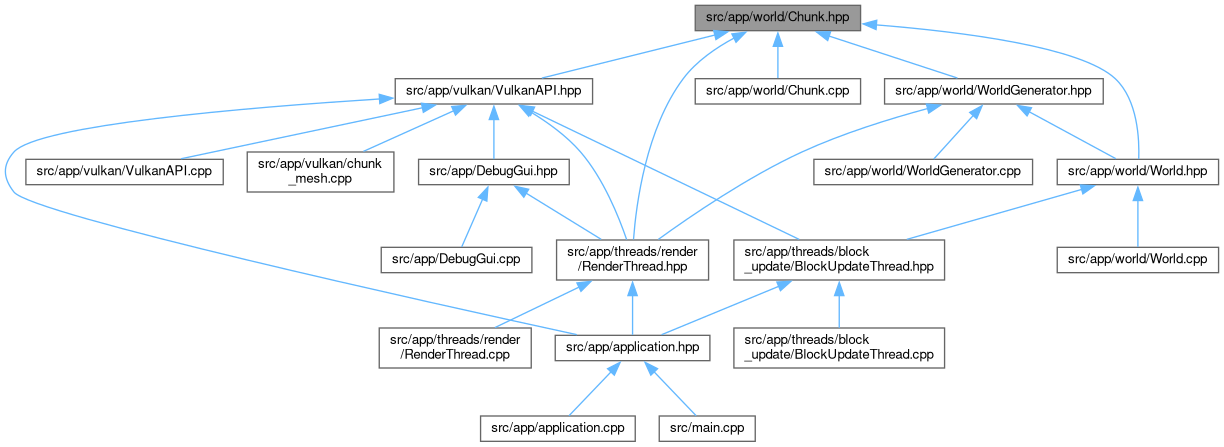 src/app/world/Chunk.hpp
src/app/vulkan/VulkanAPI.hpp
src/app/world/Chunk.cpp
src/app/world/WorldGenerator.hpp
src/app/vulkan/VulkanAPI.cpp
src/app/vulkan/chunk
_mesh.cpp
src/app/DebugGui.hpp
src/app/world/WorldGenerator.cpp
src/app/world/World.hpp
src/app/DebugGui.cpp
src/app/threads/render
/RenderThread.hpp
src/app/threads/block
_update/BlockUpdateThread.hpp
src/app/world/World.cpp
src/app/threads/render
/RenderThread.cpp
src/app/application.hpp
src/app/threads/block
_update/BlockUpdateThread.cpp
src/app/application.cpp
src/main.cpp